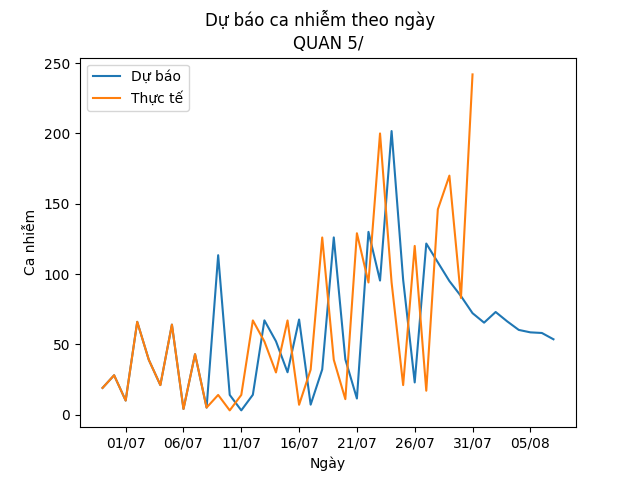 Dự báo ca nhiễm theo ngày
QUAN 5/
Dự báo
Thực tế
Ca nhiễm
250
200
150
100
50
0
01/07 06/07 11/07 16/07 21/07 26/07 31/07 05/08
Ngày